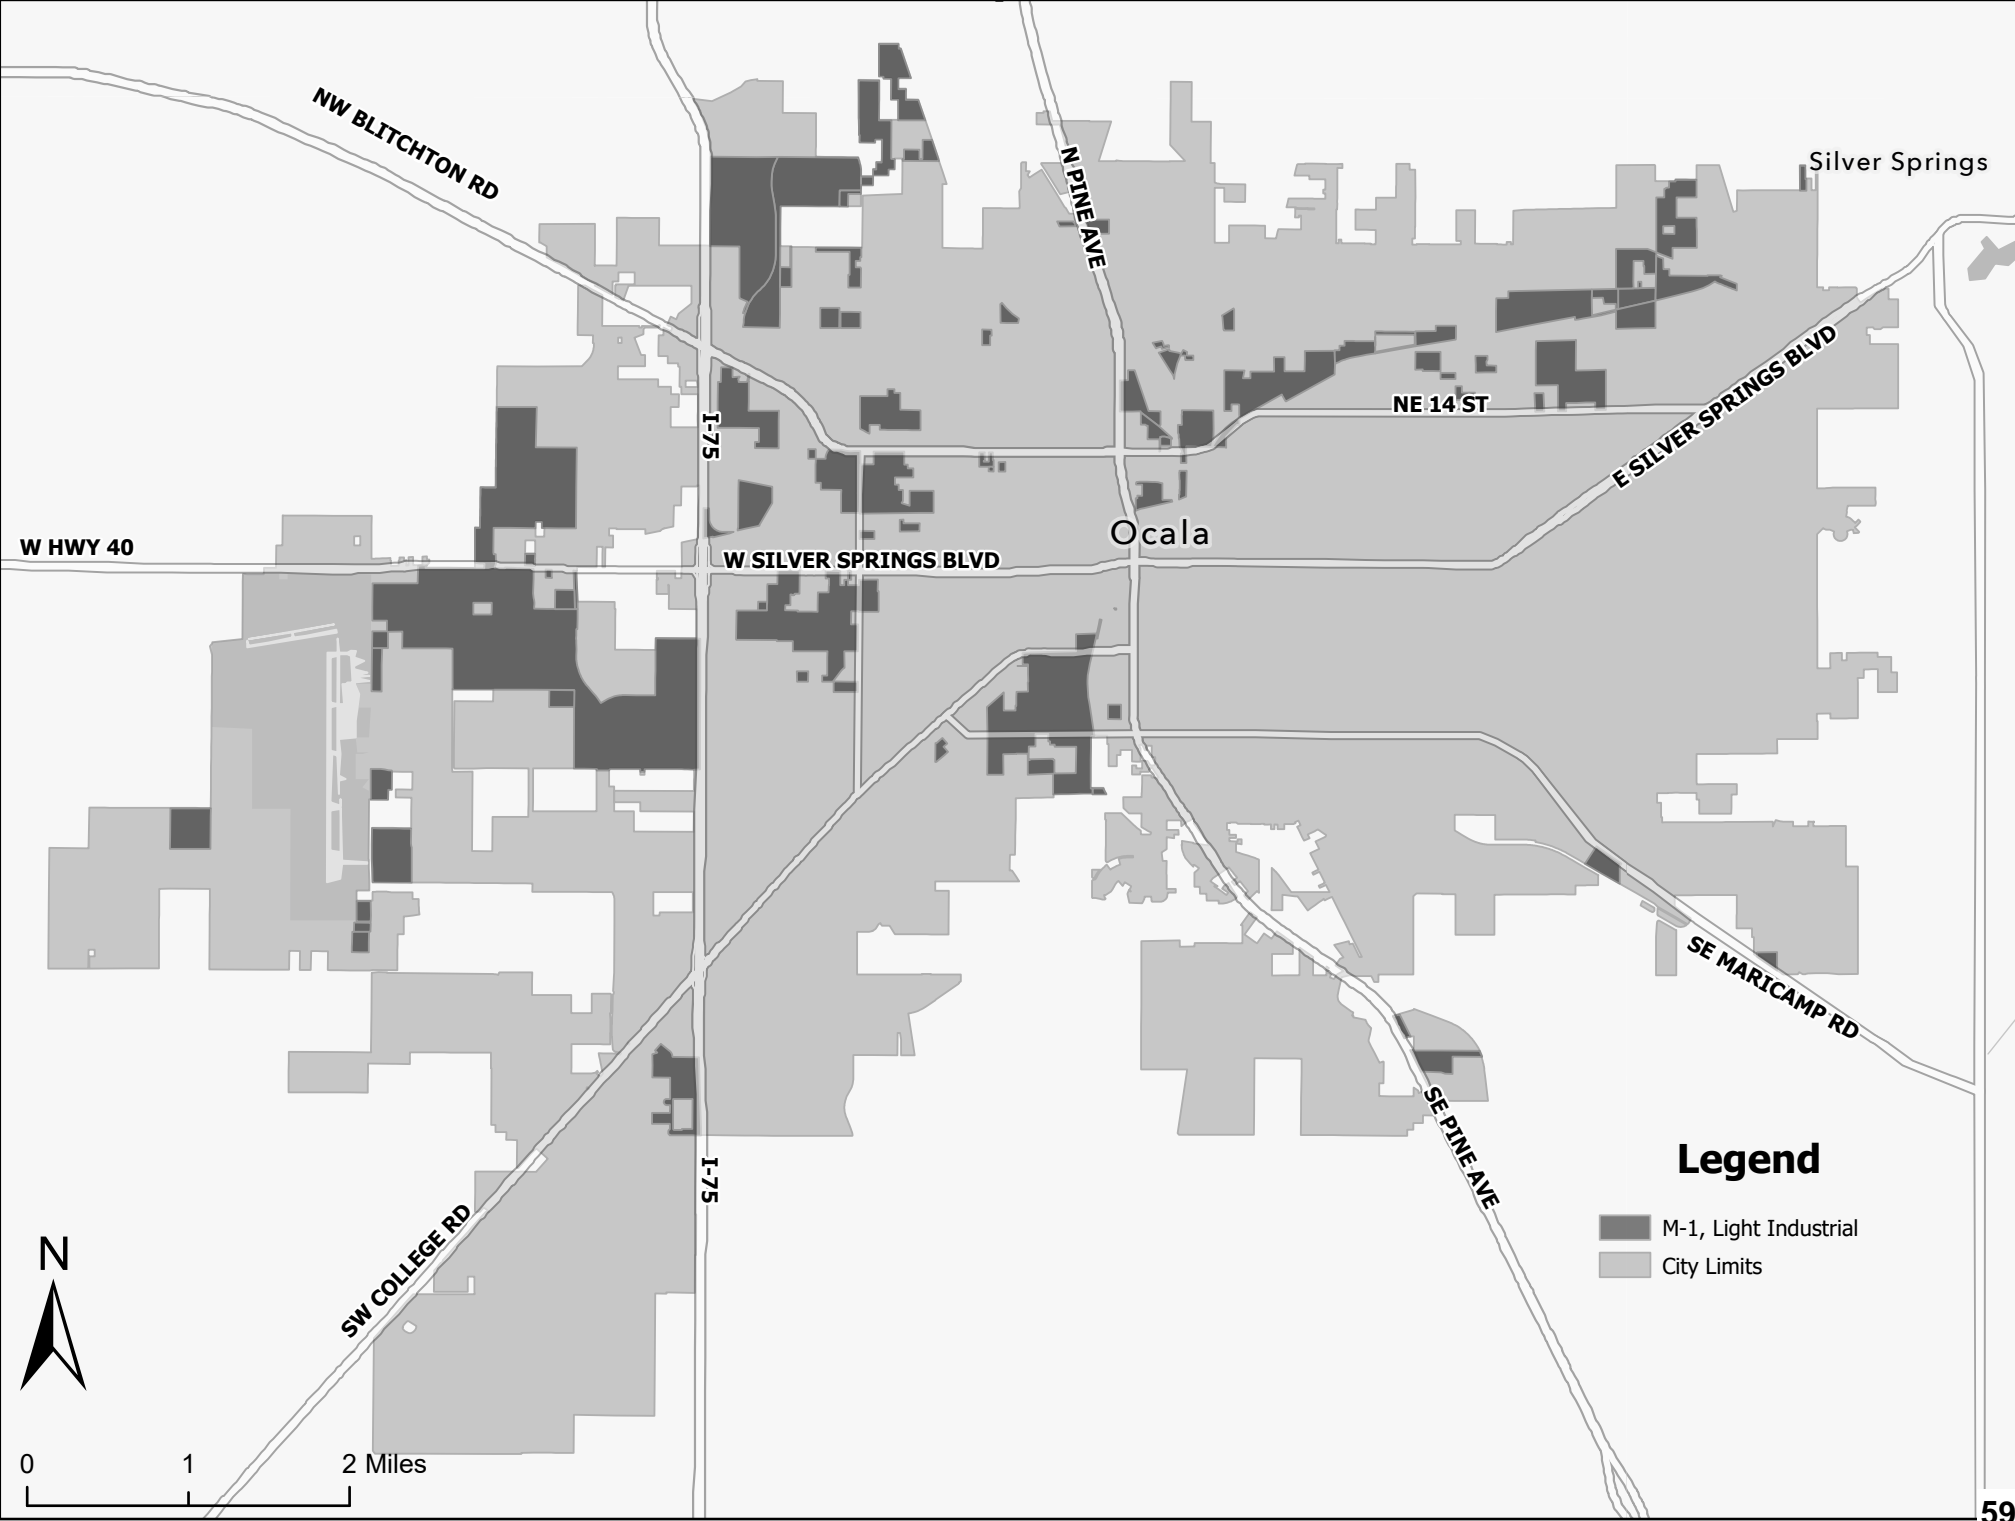 NW BLITCHTON RD
N PINE AVE
Silver Springs
I-75
NE 14 ST
E SILVER SPRINGS BLVD
Ocala
W HWY 40
W SILVER SPRINGS BLVD
SE MARICAMP RD
SE PINE AVE
I-75
SW COLLEGE RD
Legend
M-1, Light Industrial
City Limits
N
0 1 2 Miles
59